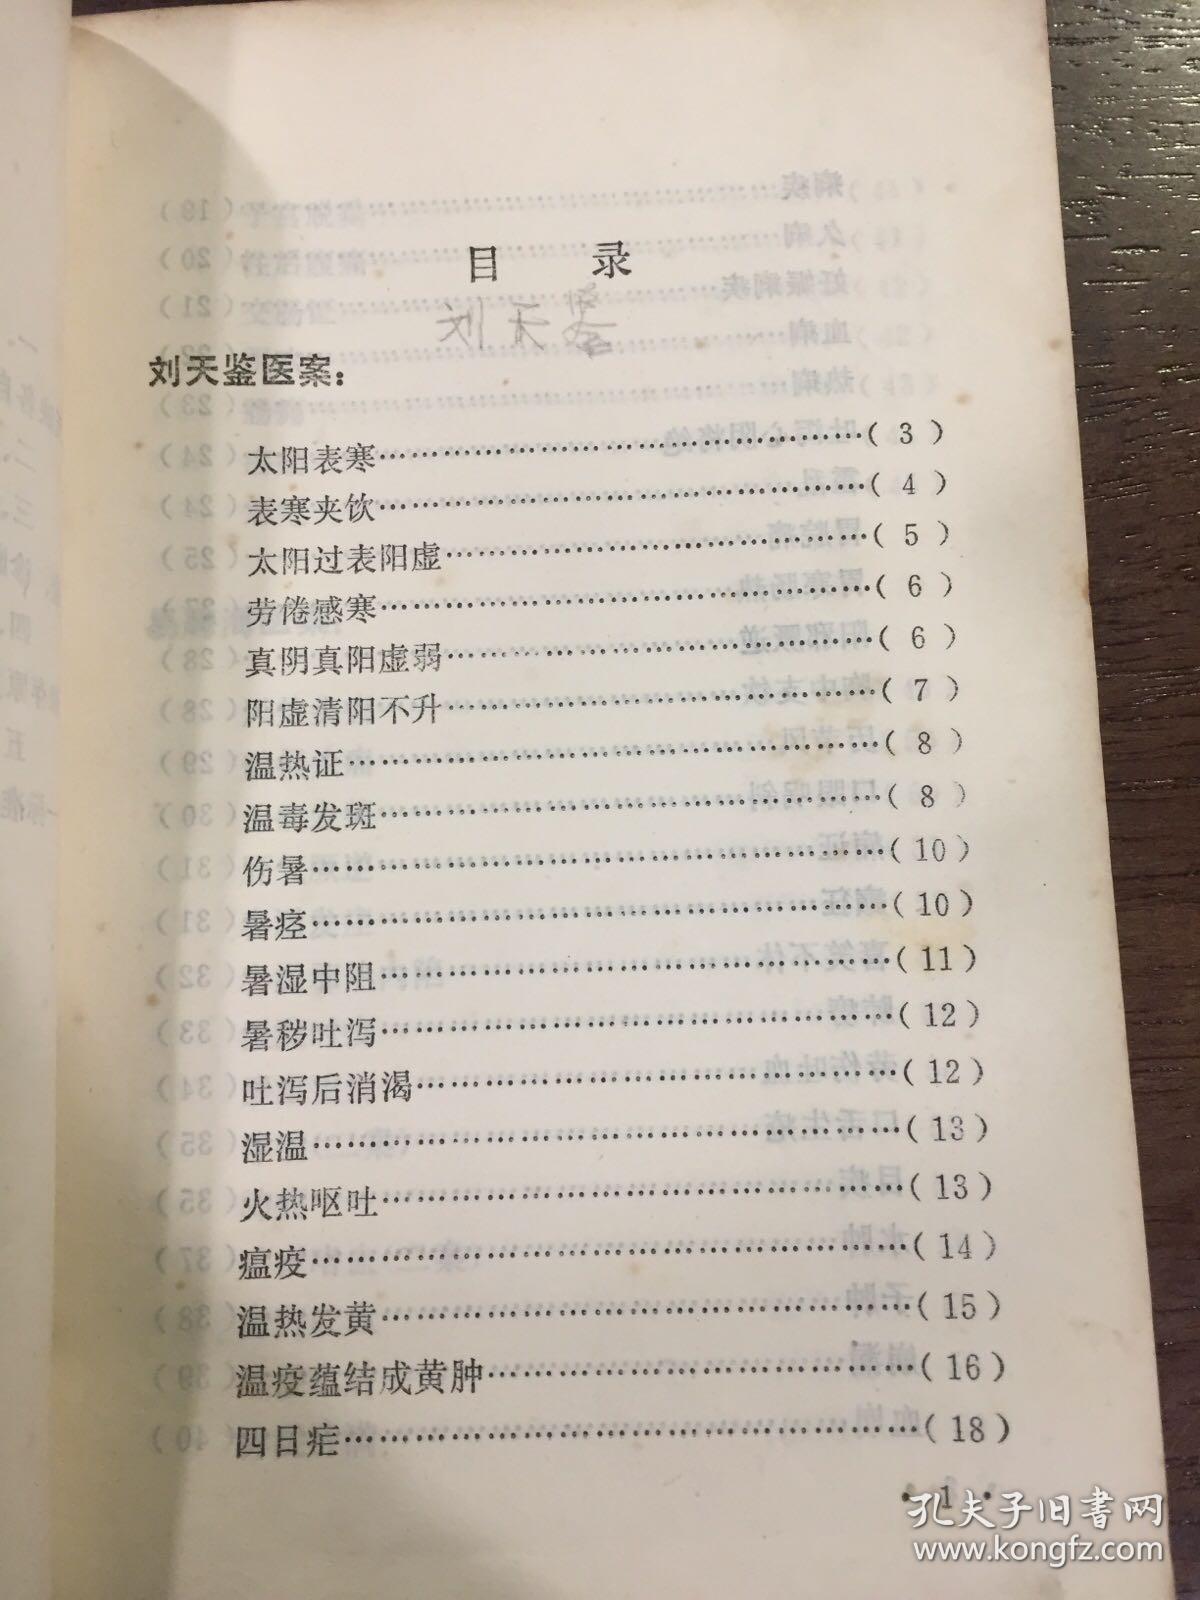 目　　录
刘天鉴
刘天鉴医案：
太阳表寒……………………………………（3）
表寒夹饮……………………………………（4）
太阳过表阳虚………………………………（5）
劳倦感寒……………………………………（6）
真阴真阳虚弱………………………………（6）
阳虚清阳不升………………………………（7）
温热证………………………………………（8）
温毒发斑……………………………………（8）
伤暑…………………………………………（10）
暑痉…………………………………………（10）
暑湿中阻……………………………………（11）
暑秽吐泻……………………………………（12）
吐泻后消渴…………………………………（12）
湿温…………………………………………（13）
火热呕吐……………………………………（13）
瘟疫…………………………………………（14）
温热发黄……………………………………（15）
温疫蕴结成黄肿……………………………（16）
四日疟………………………………………（18）
·1·
孔夫子旧书网
www.kongfz.com